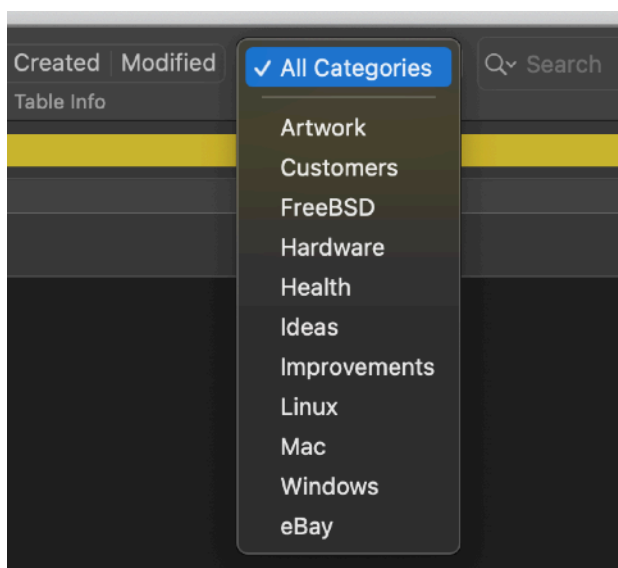 Created Modified
Table Info
✓ All Categories
Search
Artwork
Customers
FreeBSD
Hardware
Health
Ideas
Improvements
Linux
Mac
Windows
eBay